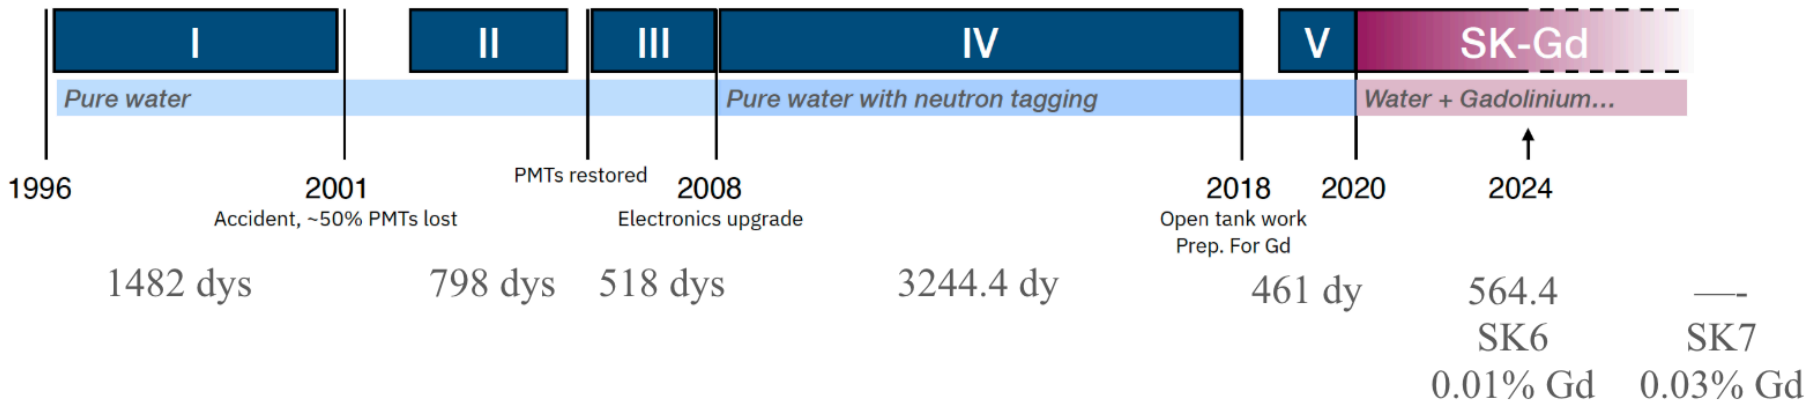 I II III IV V SK-Gd
Pure water Pure water with neutron tagging Water + Gadolinium...
PMTs restored
1996 2001 2008 2018 2020 2024
Accident, ~50% PMTs lost Electronics upgrade Open tank work
Prep. For Gd
1482 dys 798 dys 518 dys 3244.4 dy 461 dy 564.4 —-
SK6 SK7
0.01% Gd 0.03% Gd